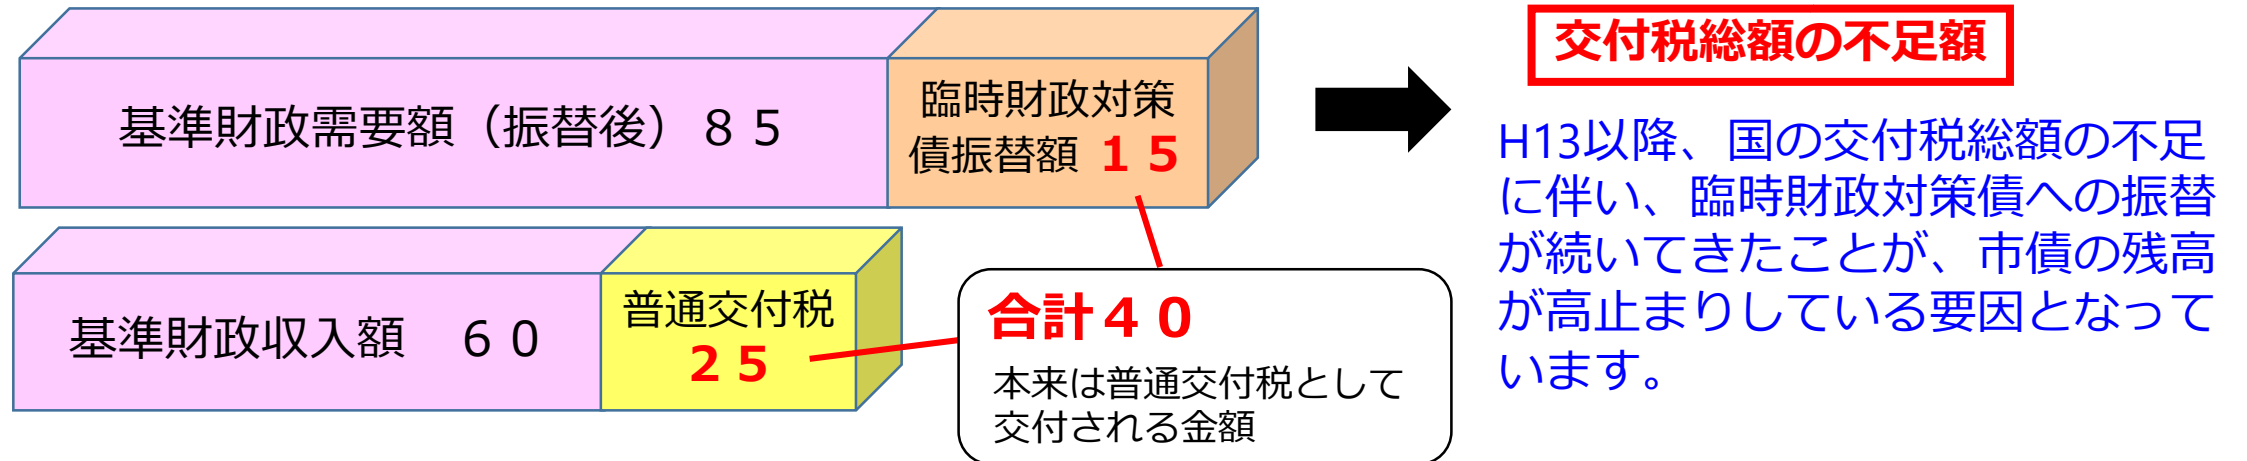 基準財政需要額（振替後）８５
臨時財政対策
債振替額 １５
基準財政収入額　６０
普通交付税
２５
合計４０
本来は普通交付税として
交付される金額
交付税総額の不足額
H13以降、国の交付税総額の不足
に伴い、臨時財政対策債への振替
が続いてきたことが、市債の残高
が高止まりしている要因となって
います。